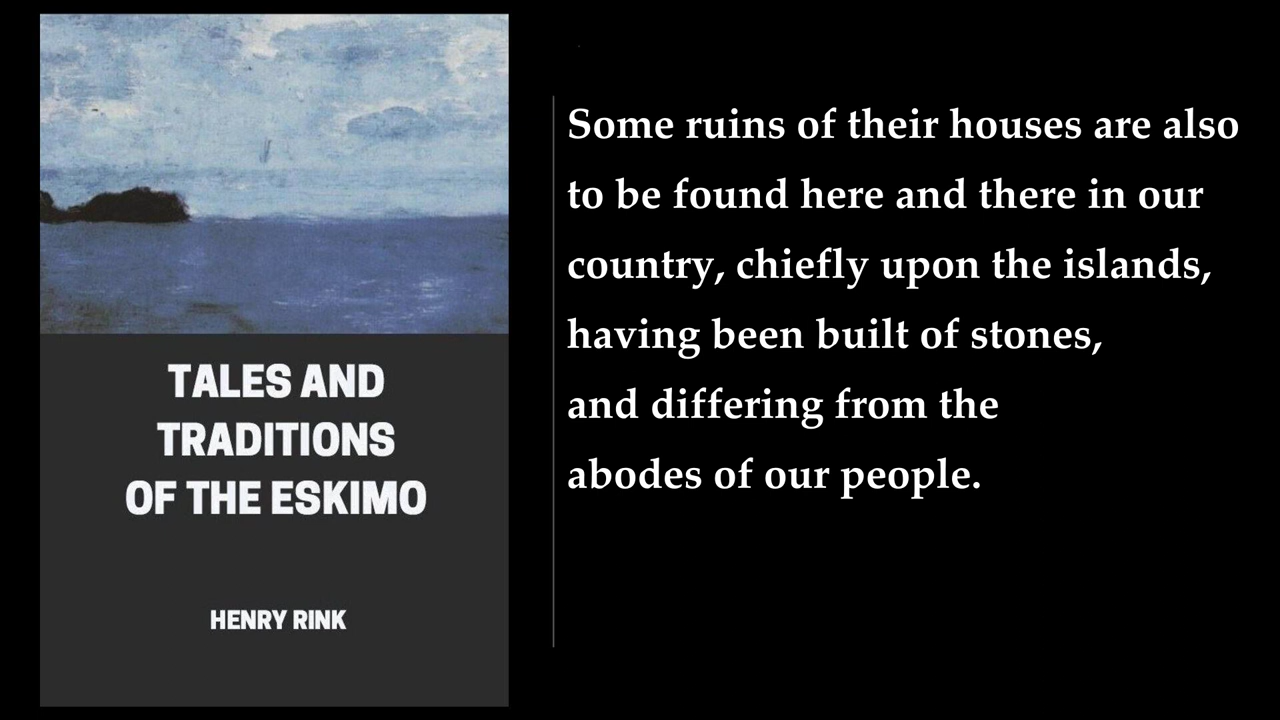 TALES AND
TRADITIONS
OF THE ESKIMO
HENRY RINK
Some ruins of their houses are also
to be found here and there in our
country, chiefly upon the islands,
having been built of stones,
and differing from the
abodes of our people.